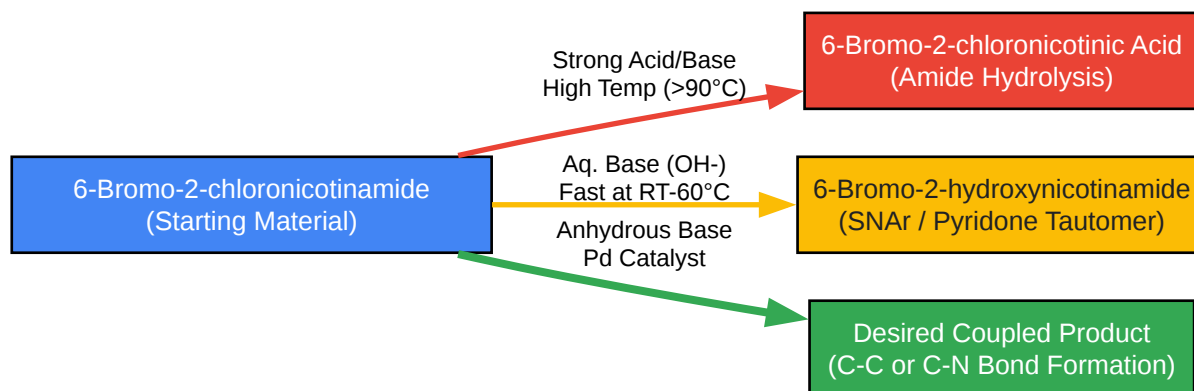 6-Bromo-2-chloronicotinic Acid
(Amide Hydrolysis)
Strong Acid/Base
High Temp (>90°C)
6-Bromo-2-chloronicotinamide
(Starting Material)
Aq. Base (OH-)
Fast at RT-60°C
6-Bromo-2-hydroxynicotinamide
(SNAr / Pyridone Tautomer)
Anhydrous Base
Pd Catalyst
Desired Coupled Product
(C-C or C-N Bond Formation)